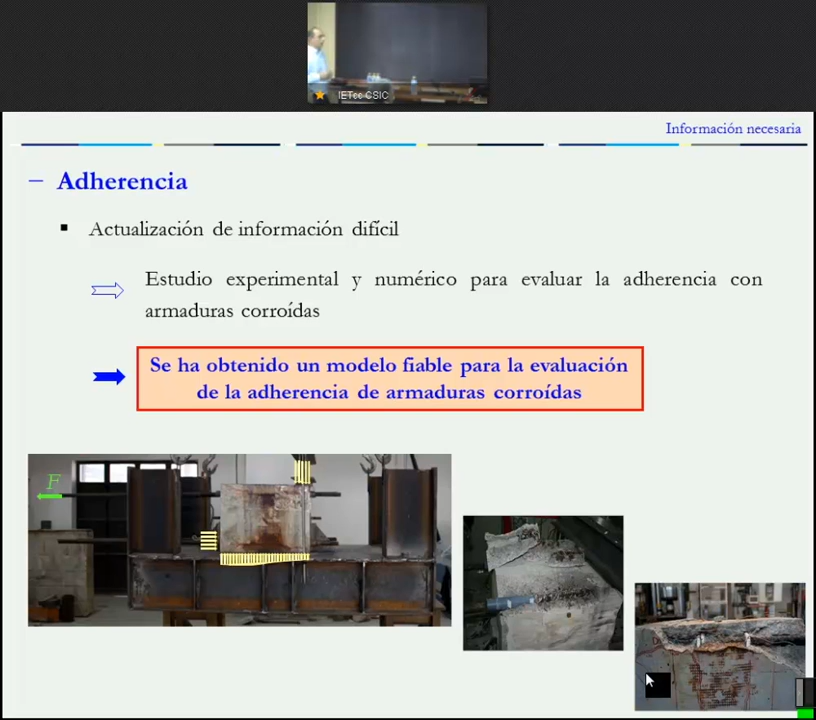 IETcc-CSIC
Información necesaria
– Adherencia
▪ Actualización de información difícil
Estudio experimental y numérico para evaluar la adherencia con
armaduras corroídas
Se ha obtenido un modelo fiable para la evaluación
de la adherencia de armaduras corroídas
F